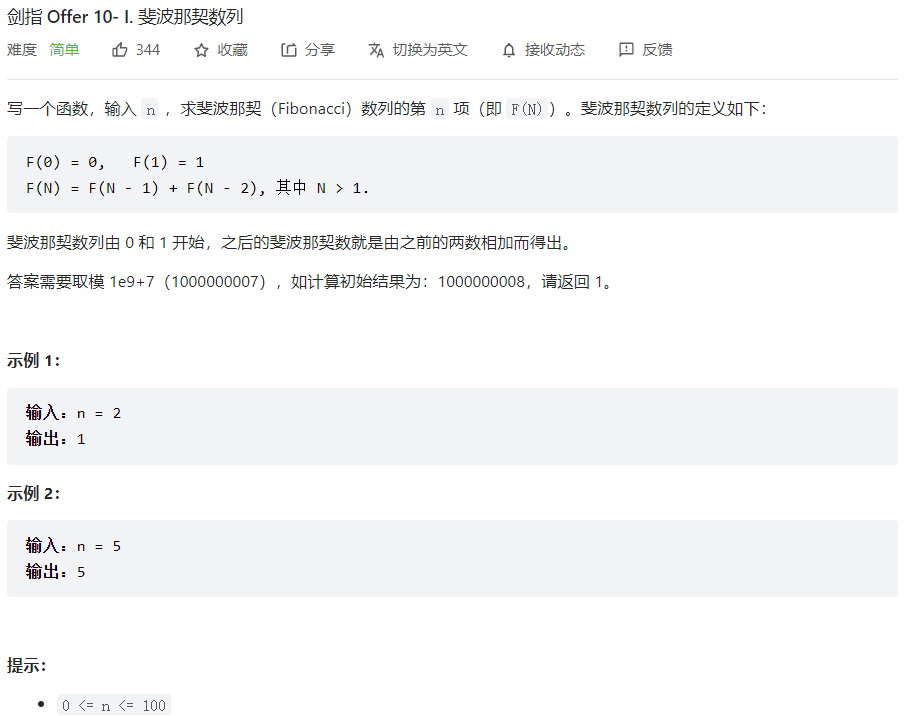 剑指 Offer 10- I. 斐波那契数列
难度 简单 344 收藏 分享 切换为英文 接收动态 反馈
写一个函数，输入 n ，求斐波那契（Fibonacci）数列的第 n 项（即 F(N)）。斐波那契数列的定义如下：
F(0) = 0,   F(1) = 1
F(N) = F(N - 1) + F(N - 2), 其中 N > 1.
斐波那契数列由 0 和 1 开始，之后的斐波那契数就是由之前的两数相加而得出。
答案需要取模 1e9+7（1000000007），如计算初始结果为：1000000008，请返回 1。
示例 1：
输入：n = 2
输出：1
示例 2：
输入：n = 5
输出：5
提示：
• 0 <= n <= 100